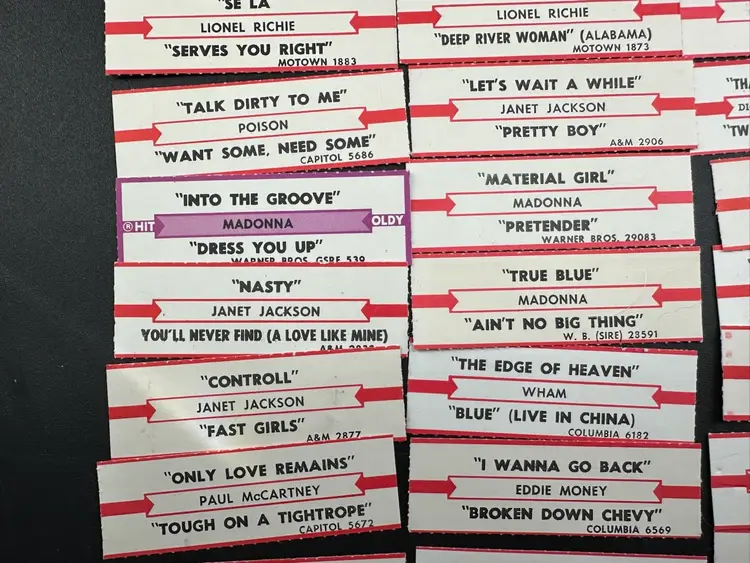 "SE LA"
LIONEL RICHIE
"SERVES YOU RIGHT"
MOTOWN 1883
LIONEL RICHIE
"DEEP RIVER WOMAN" (ALABAMA)
MOTOWN 1873
"TALK DIRTY TO ME"
POISON
"WANT SOME, NEED SOME"
CAPITOL 5686
"LET'S WAIT A WHILE"
JANET JACKSON
"PRETTY BOY"
A&M 2906
"INTO THE GROOVE"
® HIT MADONNA OLDY
"DRESS YOU UP"
WARNER BROS. GSRE 539
"MATERIAL GIRL"
MADONNA
"PRETENDER"
WARNER BROS. 29083
"NASTY"
JANET JACKSON
YOU'LL NEVER FIND (A LOVE LIKE MINE)
"TRUE BLUE"
MADONNA
"AIN'T NO BIG THING"
W. B. (SIRE) 28591
"CONTROLL"
JANET JACKSON
"FAST GIRLS"
A&M 2877
"THE EDGE OF HEAVEN"
WHAM
"BLUE" (LIVE IN CHINA)
COLUMBIA 6182
"ONLY LOVE REMAINS"
PAUL McCARTNEY
"TOUGH ON A TIGHTROPE"
CAPITOL 5672
"I WANNA GO BACK"
EDDIE MONEY
"BROKEN DOWN CHEVY"
COLUMBIA 6569